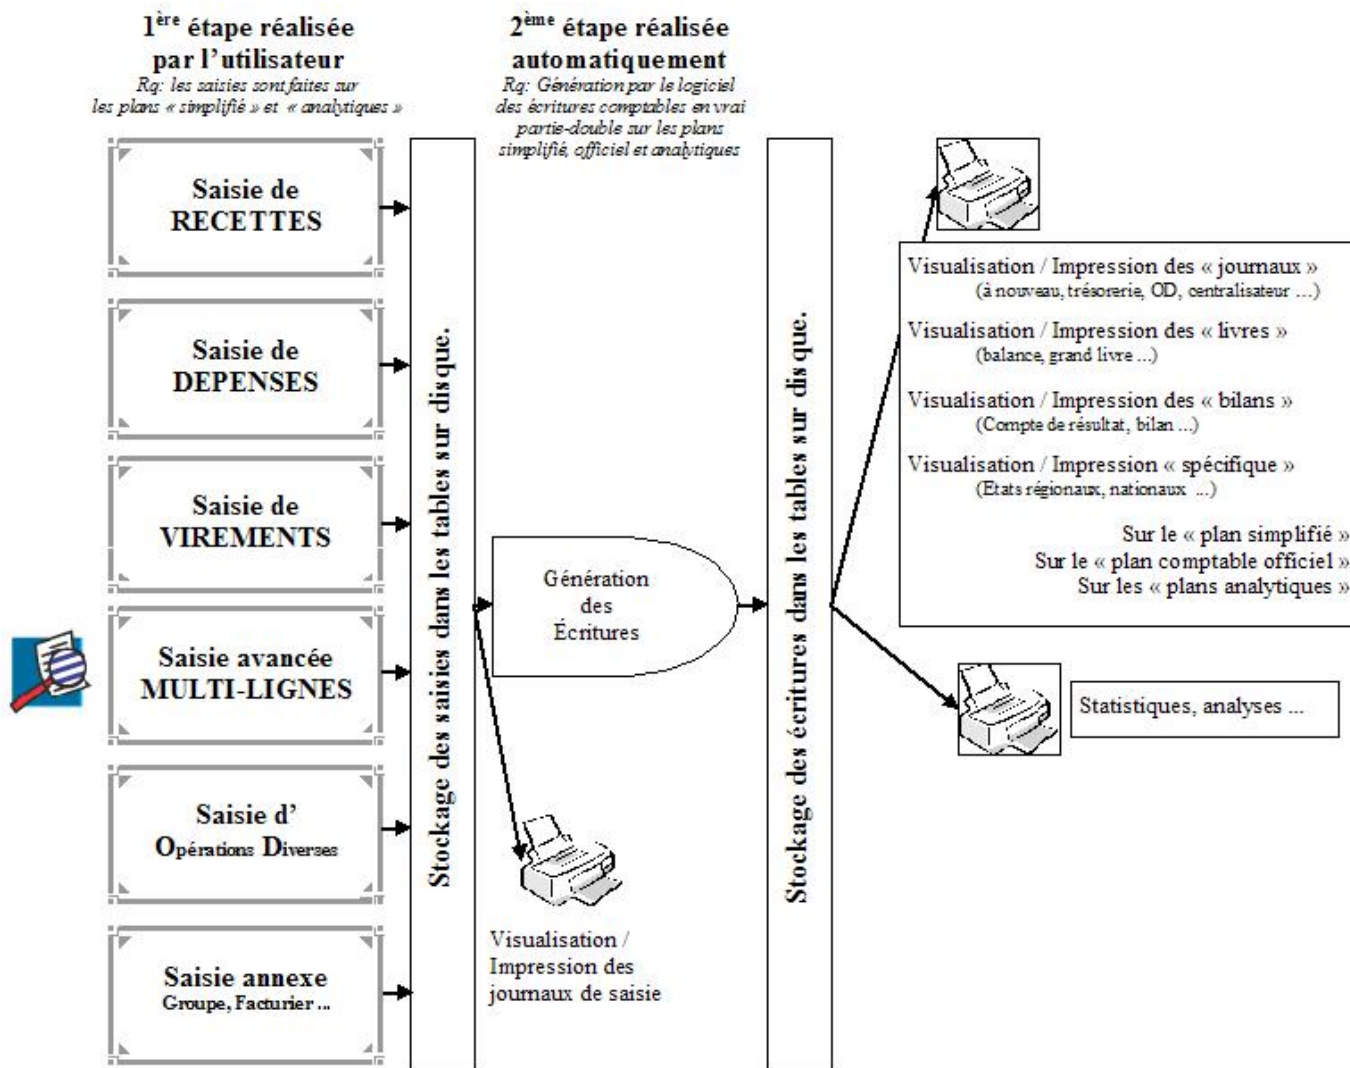 1ère étape réalisée
par l'utilisateur
Rq: les saisies sont faites sur
les plans « simplifié » et « analytiques »
2ème étape réalisée
automatiquement
Rq: Génération par le logiciel
des écritures comptables en vrai
partie-double sur les plans
simplifié, officiel et analytiques
Saisie de
RECETTES
Saisie de
DEPENSES
Saisie de
VIREMENTS
Saisie avancée
MULTI-LIGNES
Saisie d'
Opérations Diverses
Saisie annexe
Groupe, Facturier ...
Stockage des saisies dans les tables sur disque.
Génération
des
Écritures
Visualisation /
Impression des
journaux de saisie
Stockage des écritures dans les tables sur disque.
Visualisation / Impression des « journaux »
(à nouveau, trésorerie, OD, centralisateur ...)
Visualisation / Impression des « livres »
(balance, grand livre ...)
Visualisation / Impression des « bilans »
(Compte de résultat, bilan ...)
Visualisation / Impression « spécifique »
(Etats régionaux, nationaux ...)
Sur le « plan simplifié »
Sur le « plan comptable officiel »
Sur les « plans analytiques »
Statistiques, analyses ...